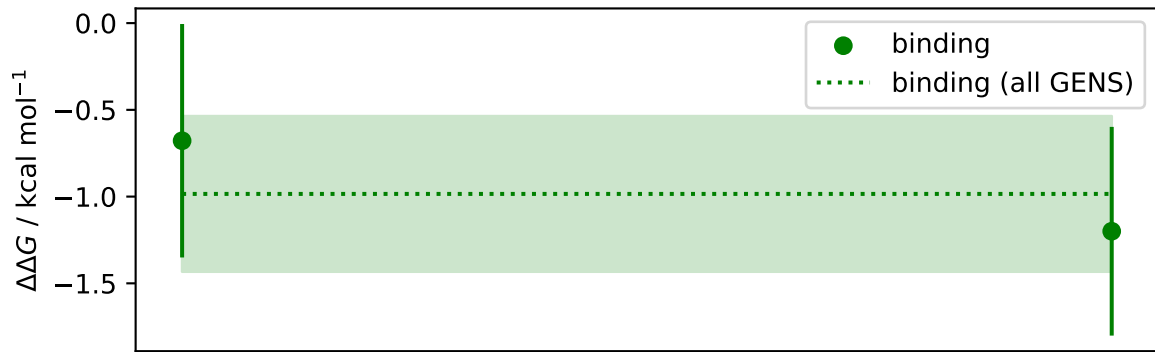 0.0
−0.5
−1.0
−1.5
ΔΔG / kcal mol⁻¹
binding
binding (all GENS)